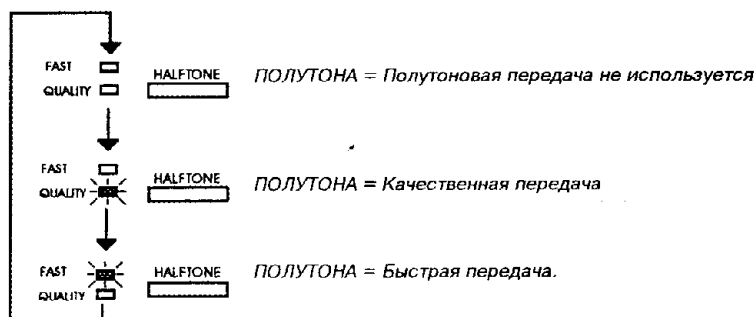 FAST
QUALITY
HALFTONE
ПОЛУТОНА = Полутоновая передача не используется
FAST
QUALITY
HALFTONE
ПОЛУТОНА = Качественная передача
FAST
QUALITY
HALFTONE
ПОЛУТОНА = Быстрая передача.